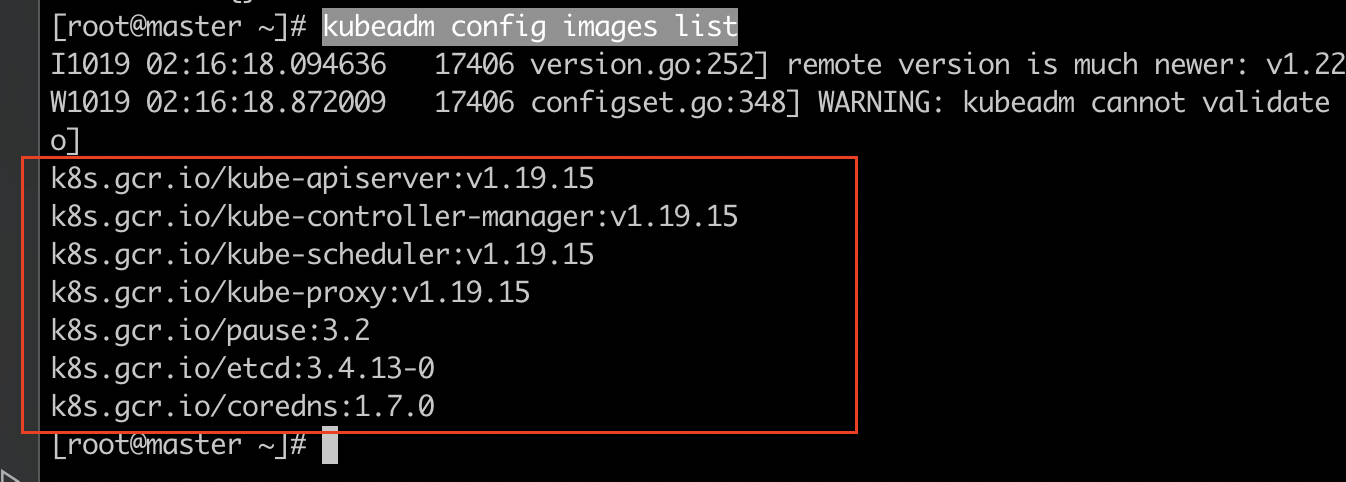 [root@master ~]# kubeadm config images list
I1019 02:16:18.094636   17406 version.go:252] remote version is much newer: v1.22
W1019 02:16:18.872009   17406 configset.go:348] WARNING: kubeadm cannot validate
o]
k8s.gcr.io/kube-apiserver:v1.19.15
k8s.gcr.io/kube-controller-manager:v1.19.15
k8s.gcr.io/kube-scheduler:v1.19.15
k8s.gcr.io/kube-proxy:v1.19.15
k8s.gcr.io/pause:3.2
k8s.gcr.io/etcd:3.4.13-0
k8s.gcr.io/coredns:1.7.0
[root@master ~]#